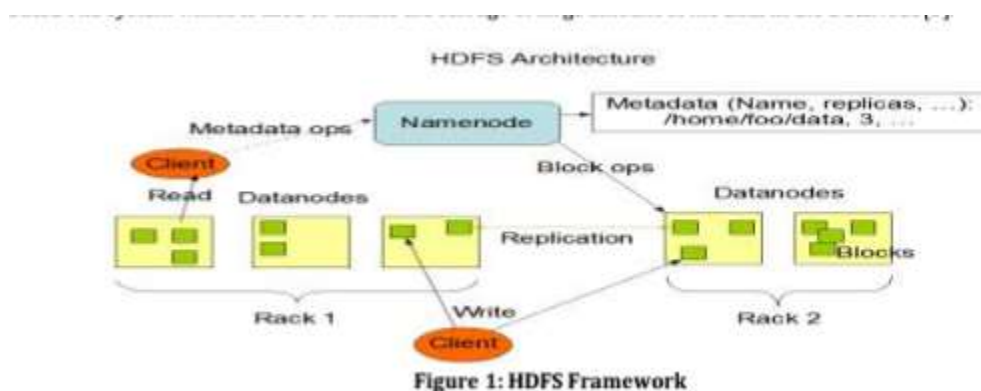 HDFS Architecture
Metadata (Name, replicas, ...):
/home/foo/data, 3, ...
Namenode
Metadata ops
Client
Block ops
Read
Datanodes
Datanodes
Replication
Blocks
Rack 1
Write
Rack 2
Client
Figure 1: HDFS Framework